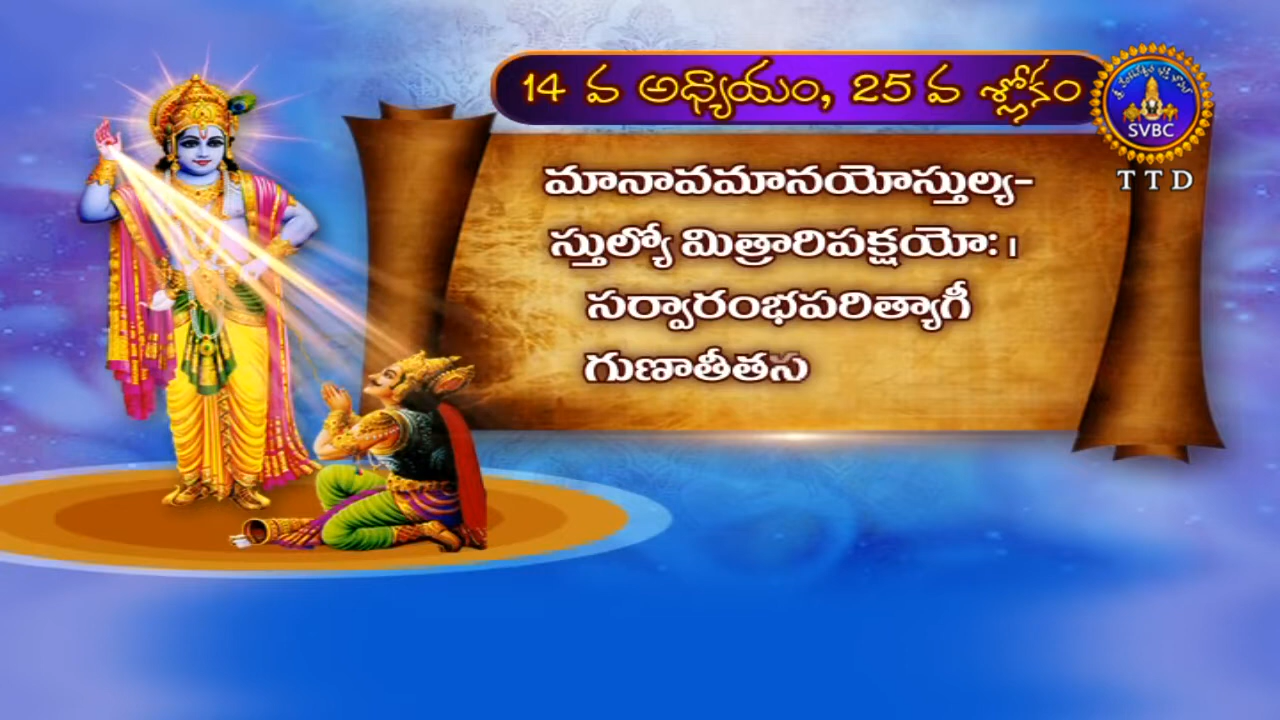 14 వ అధ్యాయం, 25 వ శ్లోకం
మానావమానయోస్తుల్య-
స్తుల్యో మిత్రారిపక్షయోః ।
సర్వారంభపరిత్యాగీ
గుణాతీతస
SVBC
TTD